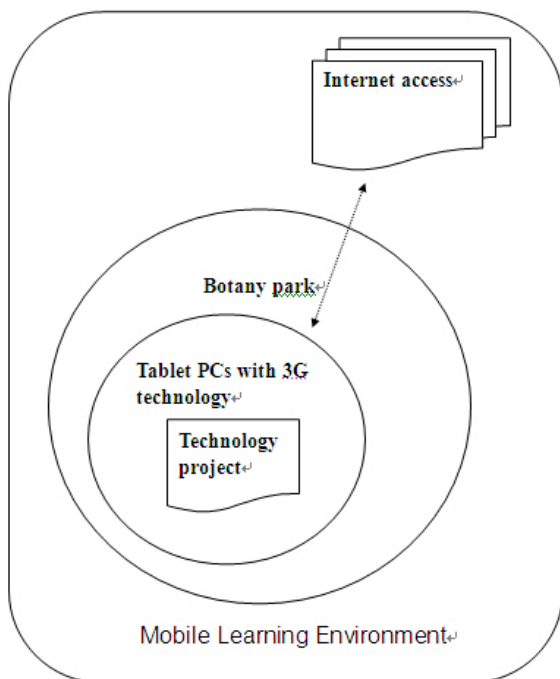 Internet access
Botany park
Tablet PCs with 3G
technology
Technology
project
Mobile Learning Environment